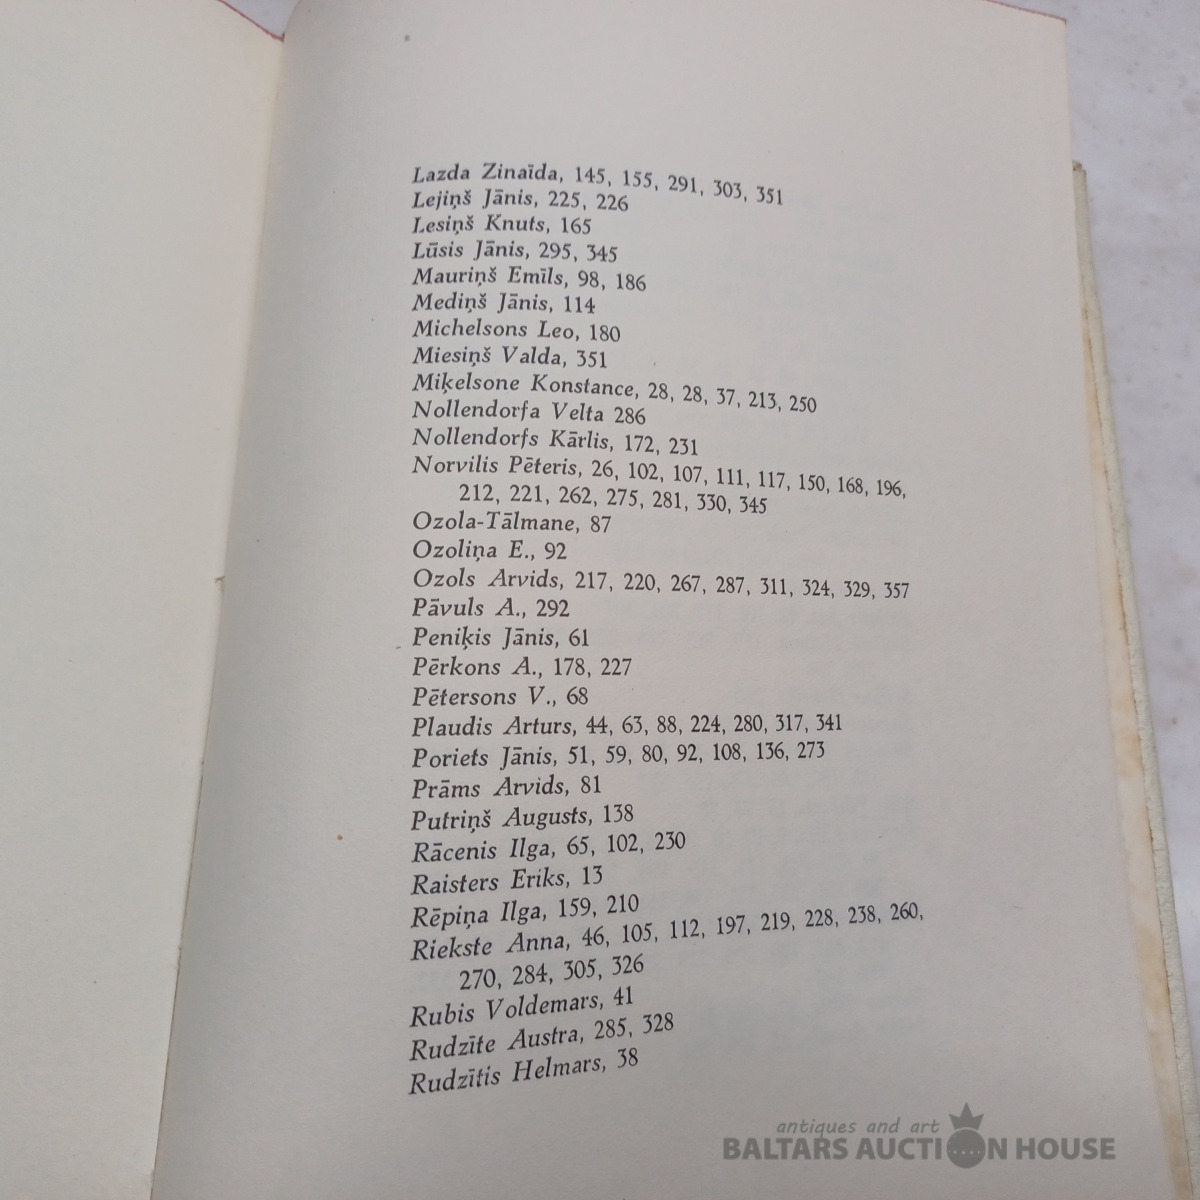 Lazda Zinaīda, 145, 155, 291, 303, 351
Lejiņš Jānis, 225, 226
Lesiņš Knuts, 165
Lūsis Jānis, 295, 345
Mauriņš Emīls, 98, 186
Mediņš Jānis, 114
Michelsons Leo, 180
Miesiņš Valda, 351
Miķelsone Konstance, 28, 28, 37, 213, 250
Nollendorfa Velta 286
Nollendorfs Kārlis, 172, 231
Norvilis Pēteris, 26, 102, 107, 111, 117, 150, 168, 196,
212, 221, 262, 275, 281, 330, 345
Ozola-Tālmane, 87
Ozoliņa E., 92
Ozols Arvids, 217, 220, 267, 287, 311, 324, 329, 357
Pāvuls A., 292
Peniķis Jānis, 61
Pērkons A., 178, 227
Pētersons V., 68
Plaudis Arturs, 44, 63, 88, 224, 280, 317, 341
Poriets Jānis, 51, 59, 80, 92, 108, 136, 273
Prāms Arvids, 81
Putriņš Augusts, 138
Rācenis Ilga, 65, 102, 230
Raisters Eriks, 13
Rēpiņa Ilga, 159, 210
Riekste Anna, 46, 105, 112, 197, 219, 228, 238, 260,
270, 284, 305, 326
Rubis Voldemars, 41
Rudzīte Austra, 285, 328
Rudzītis Helmars, 38
antiques and art
BALTARS AUCTION HOUSE